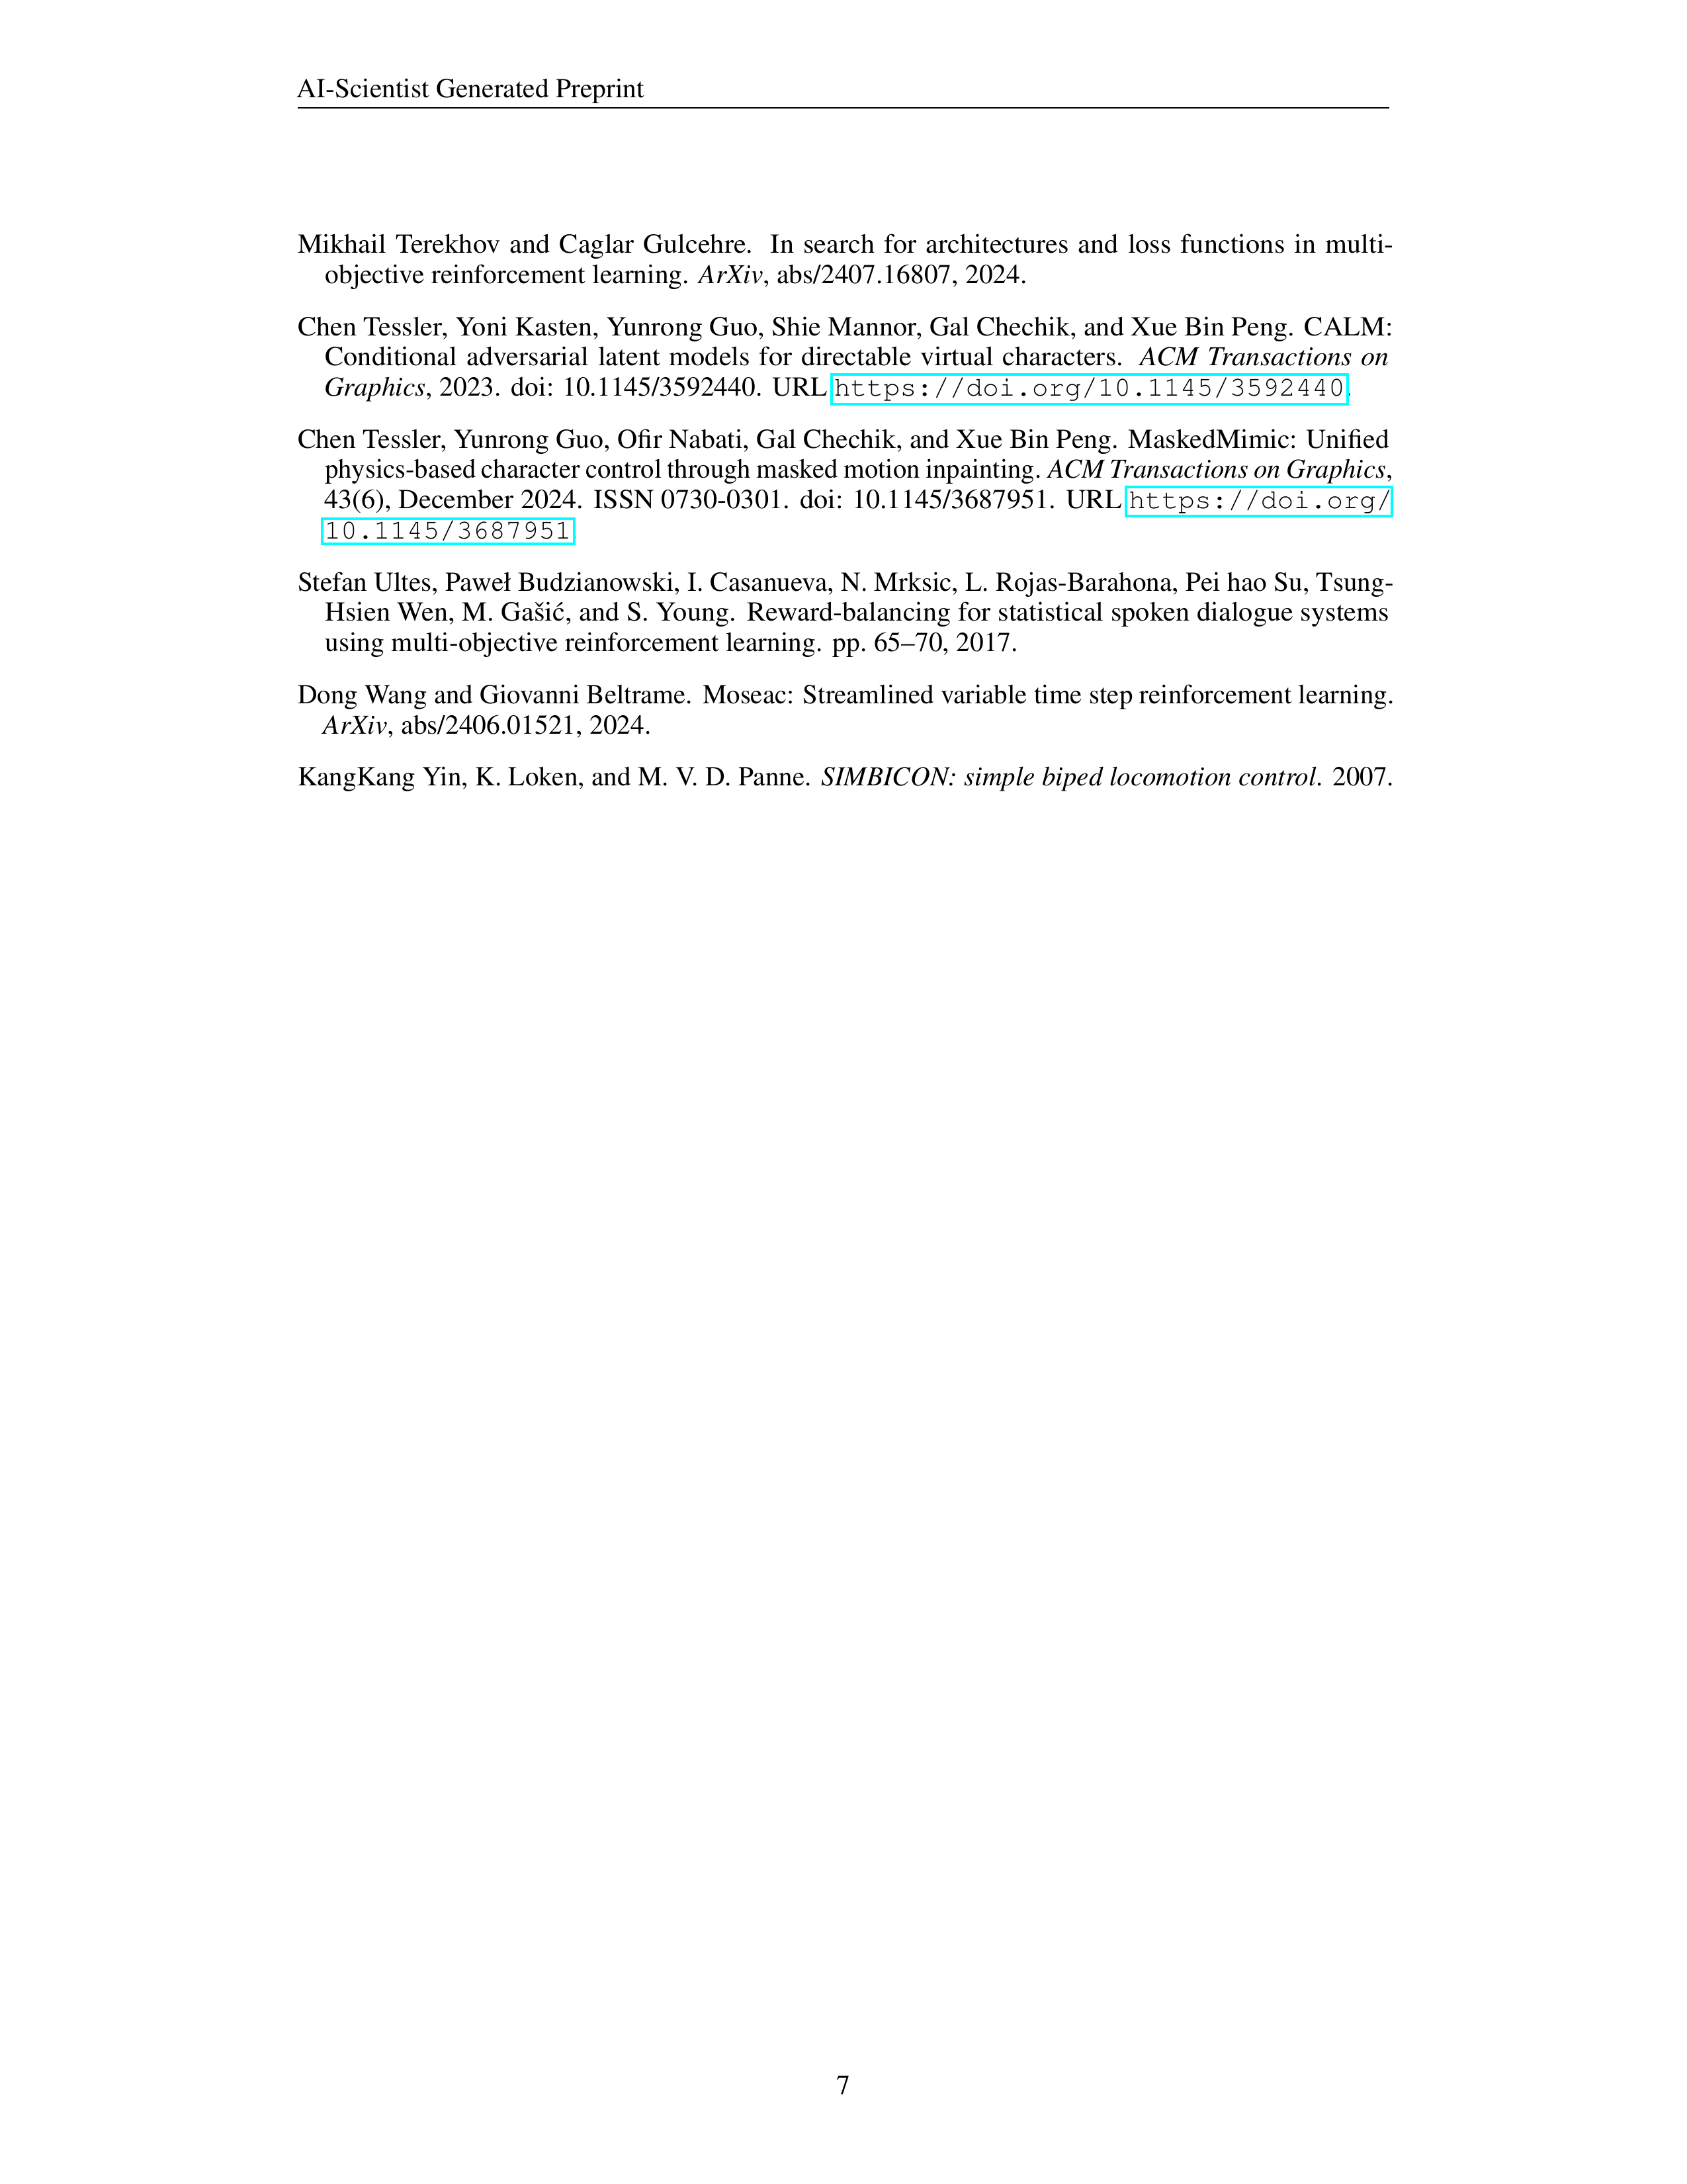 AI-Scientist Generated Preprint
Mikhail Terekhov and Caglar Gulcehre. In search for architectures and loss functions in multi-
objective reinforcement learning. ArXiv, abs/2407.16807, 2024.
Chen Tessler, Yoni Kasten, Yunrong Guo, Shie Mannor, Gal Chechik, and Xue Bin Peng. CALM:
Conditional adversarial latent models for directable virtual characters. ACM Transactions on
Graphics, 2023. doi: 10.1145/3592440. URL https://doi.org/10.1145/3592440.
Chen Tessler, Yunrong Guo, Ofir Nabati, Gal Chechik, and Xue Bin Peng. MaskedMimic: Unified
physics-based character control through masked motion inpainting. ACM Transactions on Graphics,
43(6), December 2024. ISSN 0730-0301. doi: 10.1145/3687951. URL https://doi.org/
10.1145/3687951.
Stefan Ultes, Paweł Budzianowski, I. Casanueva, N. Mrksic, L. Rojas-Barahona, Pei hao Su, Tsung-
Hsien Wen, M. Gašić, and S. Young. Reward-balancing for statistical spoken dialogue systems
using multi-objective reinforcement learning. pp. 65–70, 2017.
Dong Wang and Giovanni Beltrame. Moseac: Streamlined variable time step reinforcement learning.
ArXiv, abs/2406.01521, 2024.
KangKang Yin, K. Loken, and M. V. D. Panne. SIMBICON: simple biped locomotion control. 2007.
7